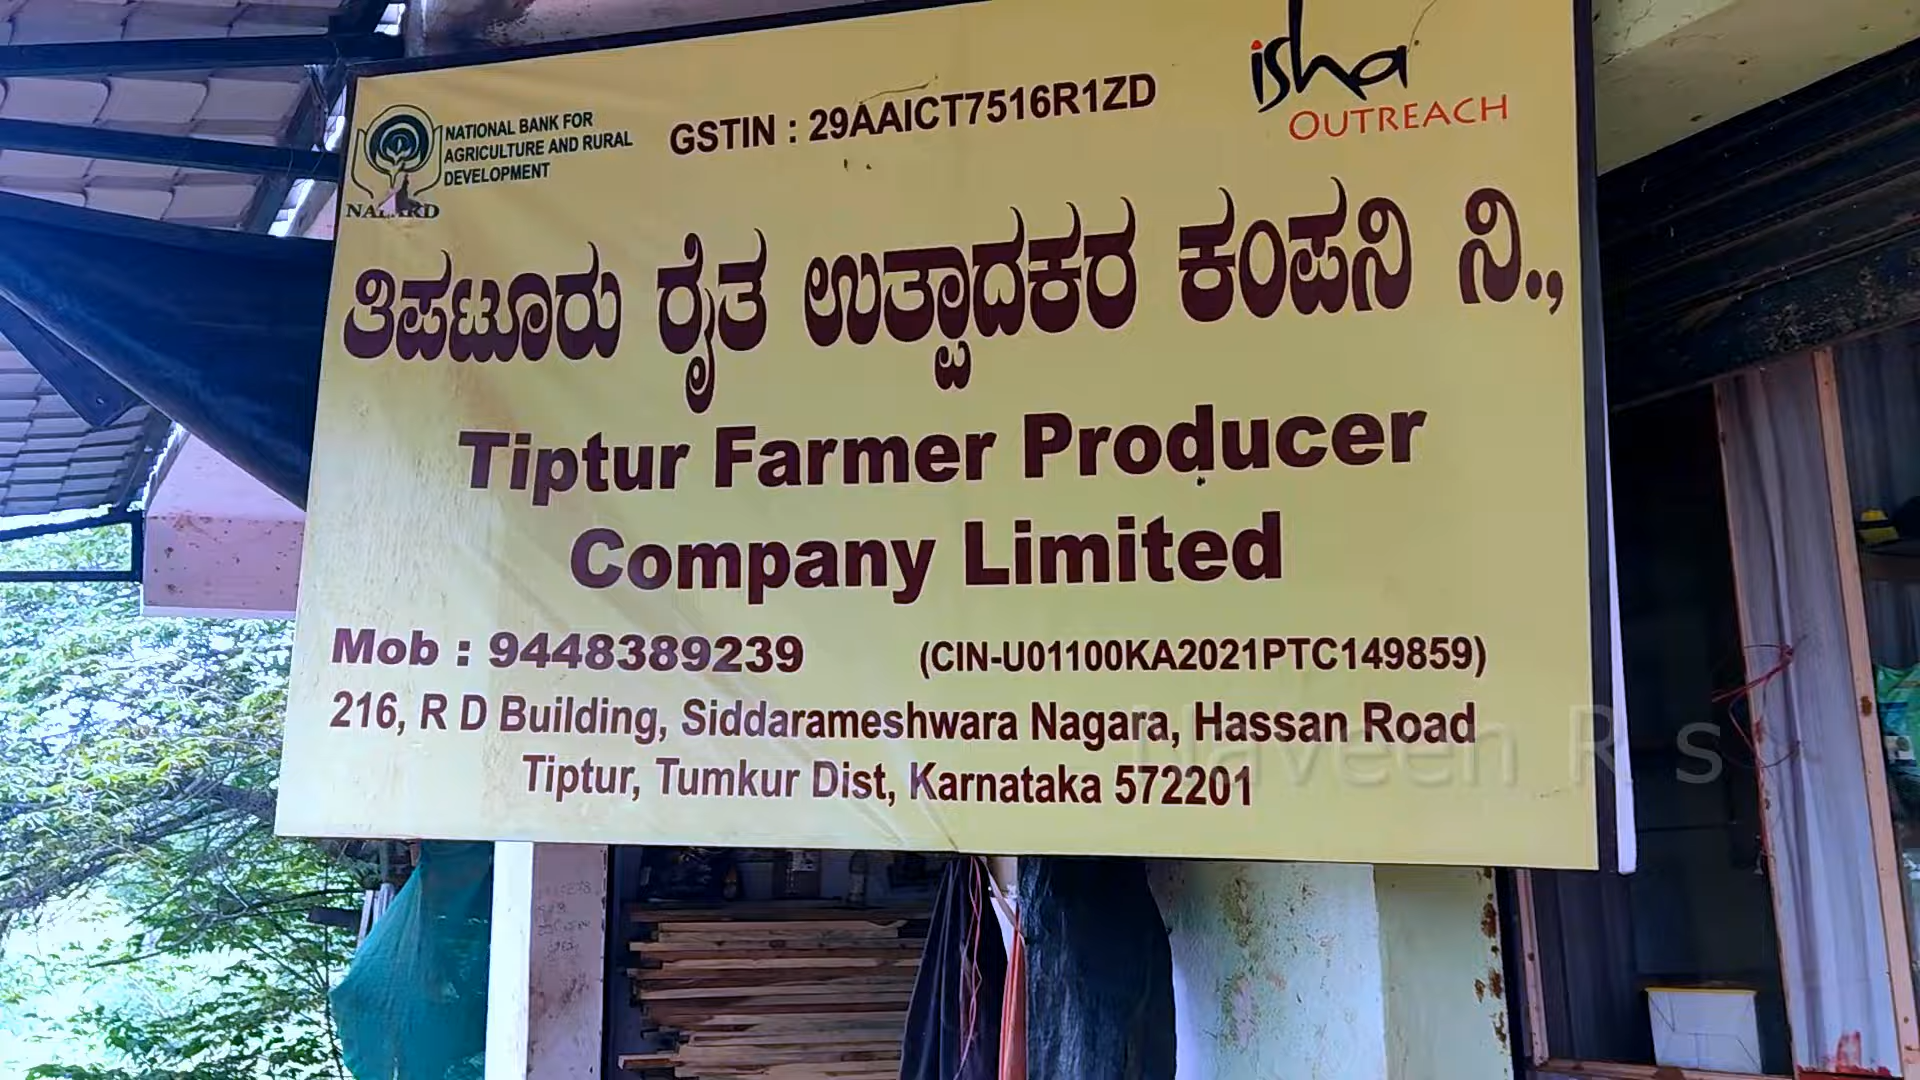 NATIONAL BANK FOR
AGRICULTURE AND RURAL
DEVELOPMENT
GSTIN : 29AAICT7516R1ZD
isha
OUTREACH
ತಿಪಟೂರು ರೈತ ಉತ್ಪಾದಕರ ಕಂಪನಿ ನಿ.,
Tiptur Farmer Producer
Company Limited
Mob : 9448389239
(CIN-U01100KA2021PTC149859)
216, R D Building, Siddarameshwara Nagara, Hassan Road
Tiptur, Tumkur Dist, Karnataka 572201
Naveen R s